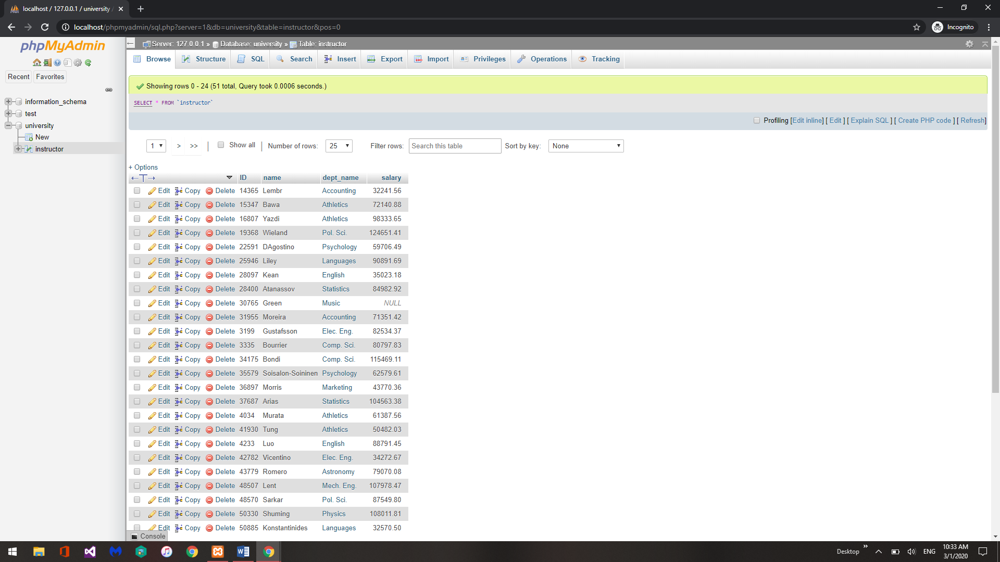 localhost / 127.0.0.1 / university /
localhost/phpmyadmin/sql.php?server=1&db=university&table=instructor&pos=0
Incognito
phpMyAdmin
Recent Favorites
information_schema
test
university
New
instructor
Server: 127.0.0.1 » Database: university » Table: instructor
Browse Structure SQL Search Insert Export Import Privileges Operations Tracking
Showing rows 0 - 24 (51 total, Query took 0.0006 seconds.)
SELECT * FROM `instructor`
Profiling [Edit inline] [ Edit ] [ Explain SQL ] [ Create PHP code ] [ Refresh]
1 > >> | Show all | Number of rows: 25 Filter rows: Search this table Sort by key: None
+ Options
ID name dept_name salary
Edit Copy Delete 14365 Lembr Accounting 32241.56
Edit Copy Delete 15347 Bawa Athletics 72140.88
Edit Copy Delete 16807 Yazdi Athletics 98333.65
Edit Copy Delete 19368 Wieland Pol. Sci. 124651.41
Edit Copy Delete 22591 DAgostino Psychology 59706.49
Edit Copy Delete 25946 Liley Languages 90891.69
Edit Copy Delete 28097 Kean English 35023.18
Edit Copy Delete 28400 Atanassov Statistics 84982.92
Edit Copy Delete 30765 Green Music NULL
Edit Copy Delete 31955 Moreira Accounting 71351.42
Edit Copy Delete 3199 Gustafsson Elec. Eng. 82534.37
Edit Copy Delete 3335 Bourrier Comp. Sci. 80797.83
Edit Copy Delete 34175 Bondi Comp. Sci. 115469.11
Edit Copy Delete 35579 Soisalon-Soininen Psychology 62579.61
Edit Copy Delete 36897 Morris Marketing 43770.36
Edit Copy Delete 37687 Arias Statistics 104563.38
Edit Copy Delete 4034 Murata Athletics 61387.56
Edit Copy Delete 41930 Tung Athletics 50482.03
Edit Copy Delete 4233 Luo English 88791.45
Edit Copy Delete 42782 Vicentino Elec. Eng. 34272.67
Edit Copy Delete 43779 Romero Astronomy 79070.08
Edit Copy Delete 48507 Lent Mech. Eng. 107978.47
Edit Copy Delete 48570 Sarkar Pol. Sci. 87549.80
Edit Copy Delete 50330 Shuming Physics 108011.81
Edit Copy Delete 50885 Konstantinides Languages 32570.50
Console
Desktop » ENG 10:33 AM
3/1/2020